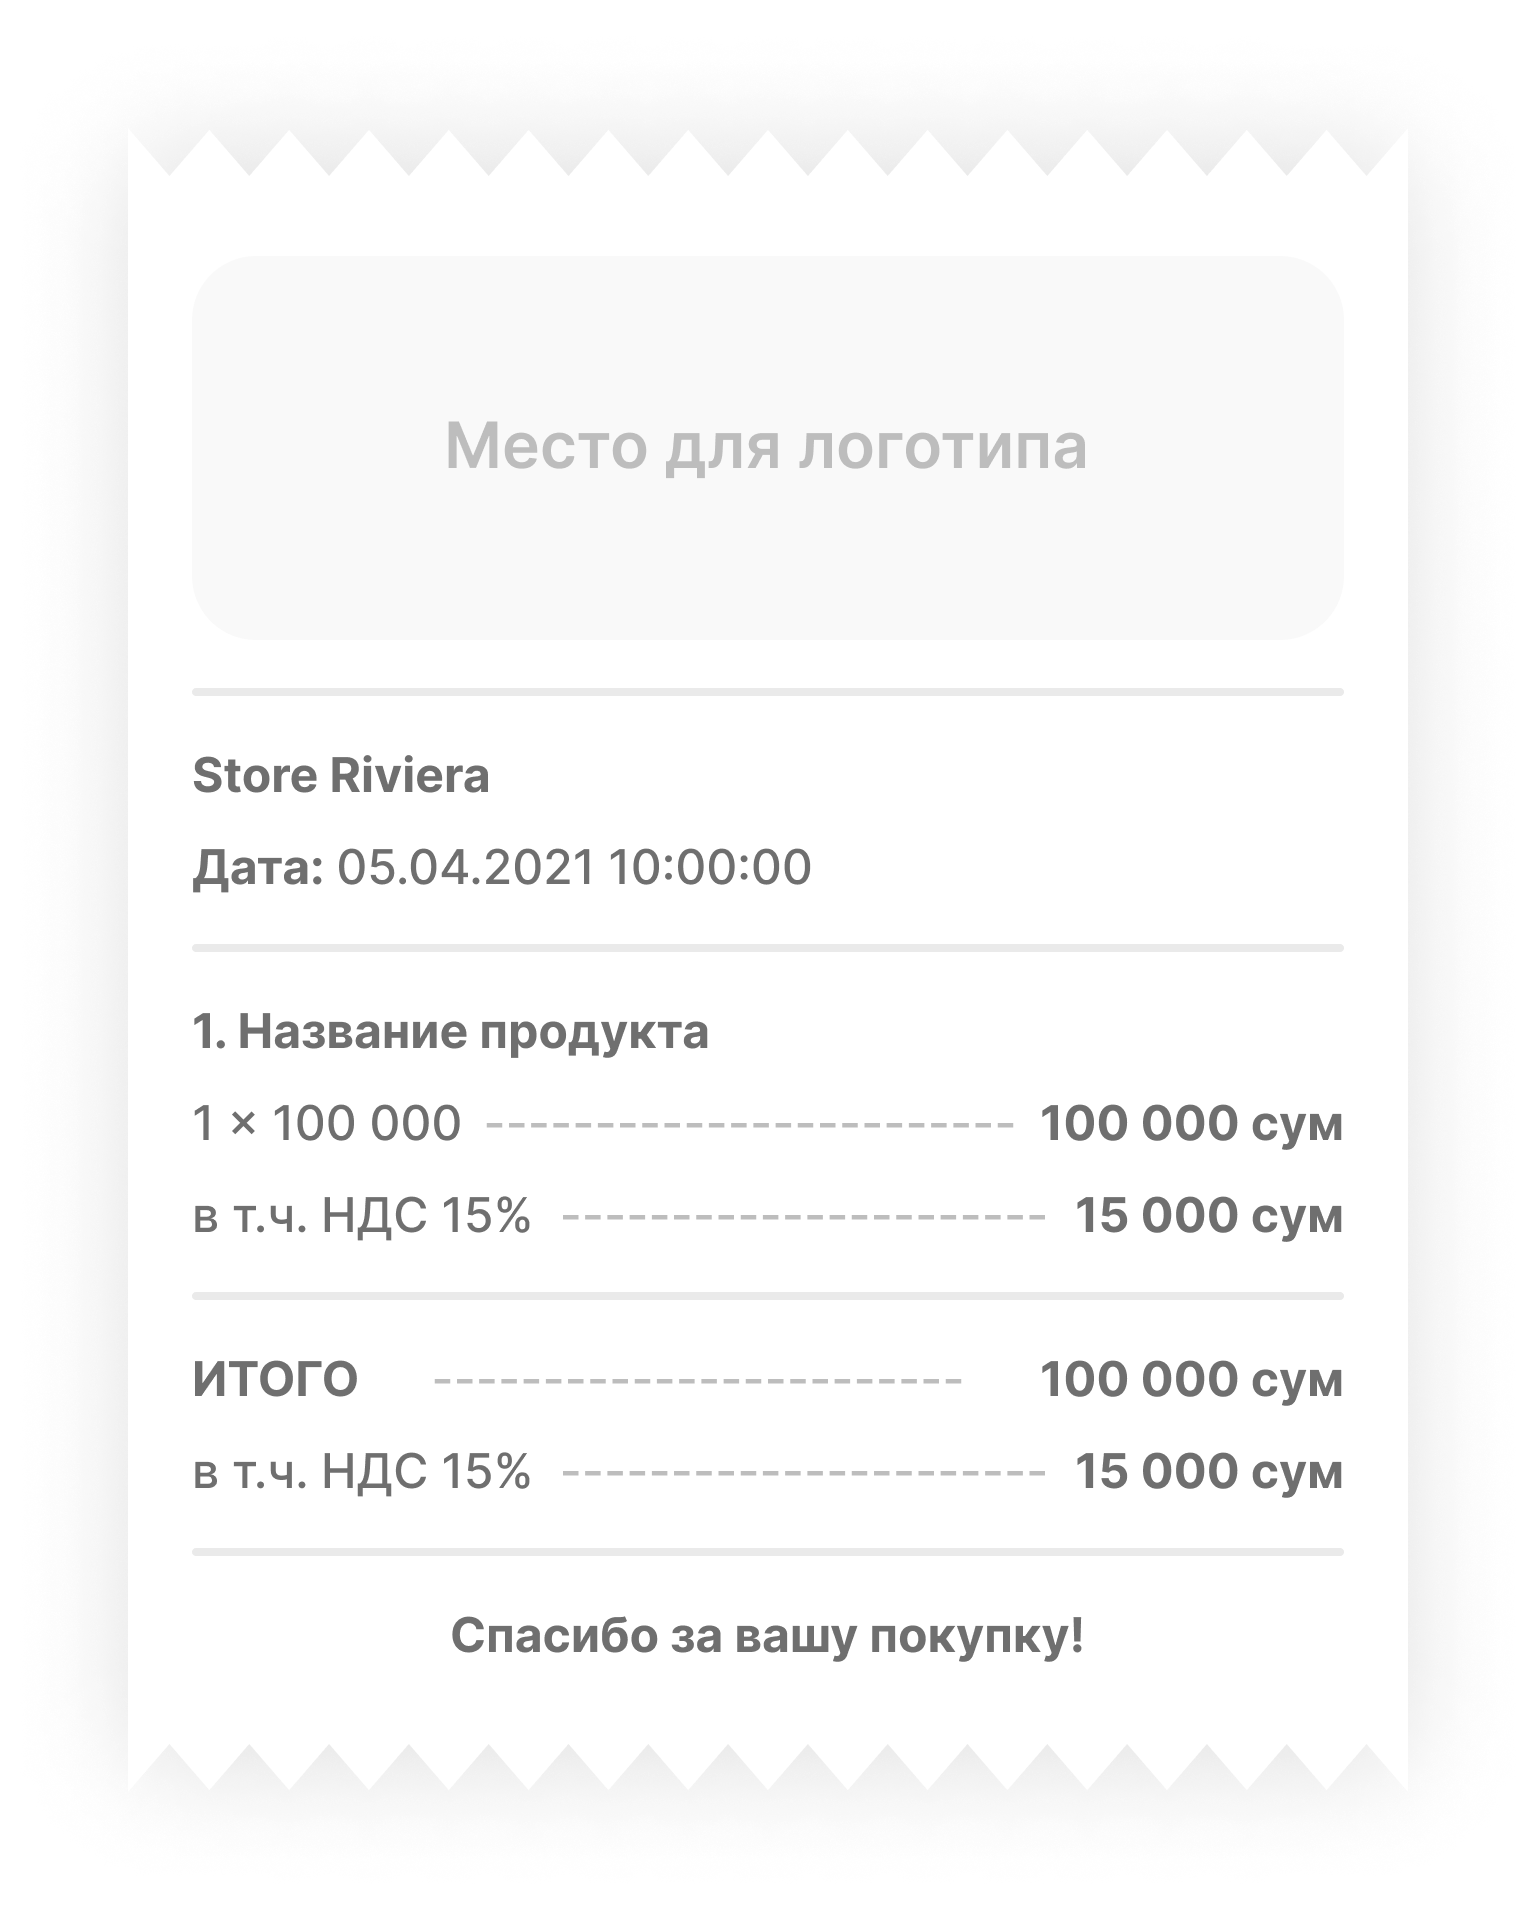 Место для логотипа
Store Riviera
Дата: 05.04.2021 10:00:00
1. Название продукта
1 × 100 000 ------------------------ 100 000 сум
в т.ч. НДС 15% ---------------------- 15 000 сум
ИТОГО ------------------------ 100 000 сум
в т.ч. НДС 15% ---------------------- 15 000 сум
Спасибо за вашу покупку!